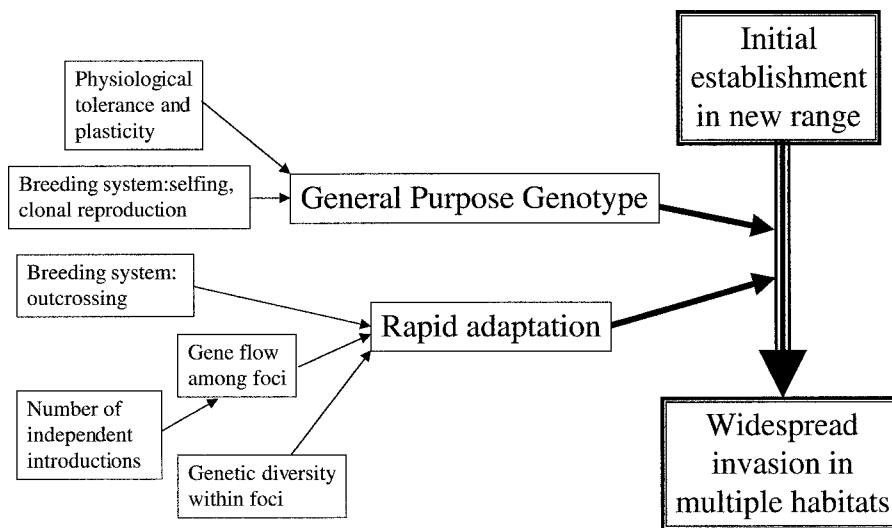 Initial
establishment
in new range
Physiological
tolerance and
plasticity
Breeding system:selfing,
clonal reproduction
General Purpose Genotype
Breeding system:
outcrossing
Rapid adaptation
Gene flow
among foci
Number of
independent
introductions
Genetic diversity
within foci
Widespread
invasion in
multiple habitats